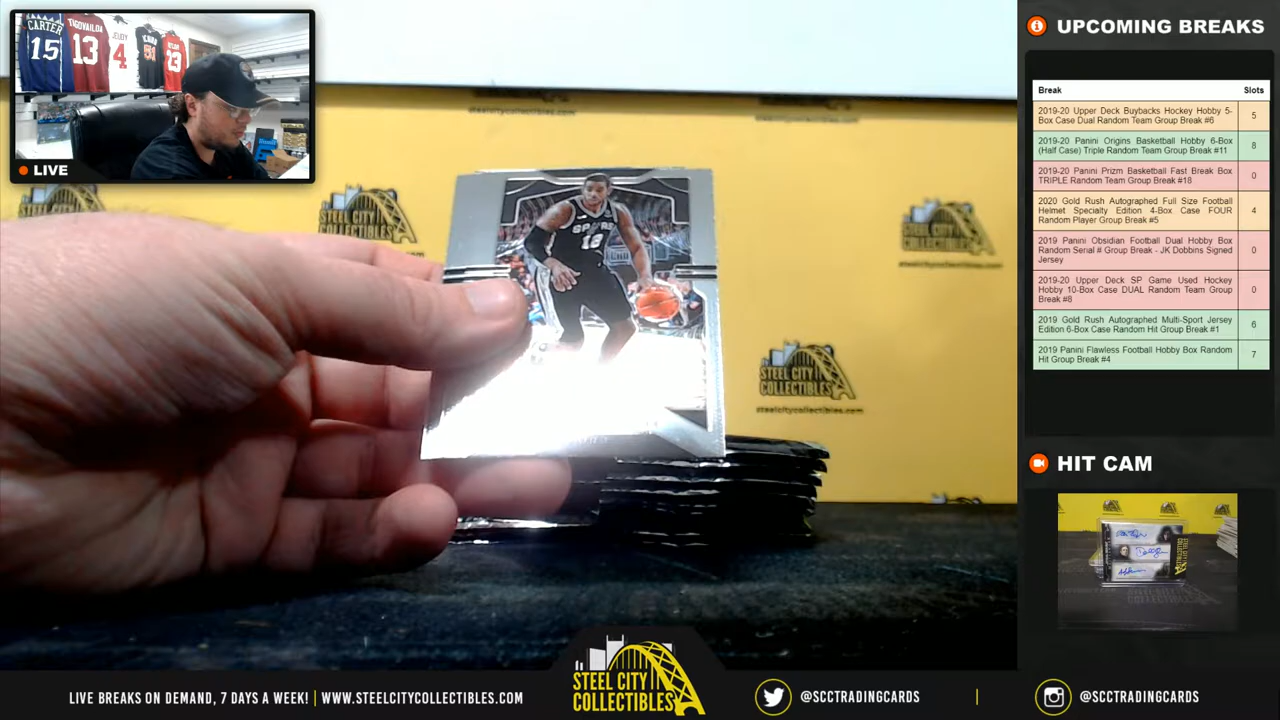 CARTER
15
TAGOVAILOA
13
4
51
23
LIVE
steelcitycollectibles.com
STEEL CITY
COLLECTIBLES
STEEL CITY
COLLECTIBLES
STEEL CITY
COLLECTIBLES
steelcitycollectibles.com
SPURS
18
UPCOMING BREAKS
Break Slots
2019-20 Upper Deck Buybacks Hockey Hobby 5-
Box Case Dual Random Team Group Break #6 5
2019-20 Panini Origins Basketball Hobby 6-Box
(Half Case) Triple Random Team Group Break #11 8
2019-20 Panini Prizm Basketball Fast Break Box
TRIPLE Random Team Group Break #18 0
2020 Gold Rush Autographed Full Size Football
Helmet Specialty Edition 4-Box Case FOUR
Random Player Group Break #5 4
2019 Panini Obsidian Football Dual Hobby Box
Random Serial # Group Break - JK Dobbins Signed
Jersey 0
2019-20 Upper Deck SP Game Used Hockey
Hobby 10-Box Case DUAL Random Team Group
Break #8 0
2019 Gold Rush Autographed Multi-Sport Jersey
Edition 6-Box Case Random Hit Group Break #1 6
2019 Panini Flawless Football Hobby Box Random
Hit Group Break #4 7
HIT CAM
STEEL CITY
COLLECTIBLES
LIVE BREAKS ON DEMAND, 7 DAYS A WEEK! | WWW.STEELCITYCOLLECTIBLES.COM
STEEL CITY
COLLECTIBLES
@SCCTRADINGCARDS | @SCCTRADINGCARDS